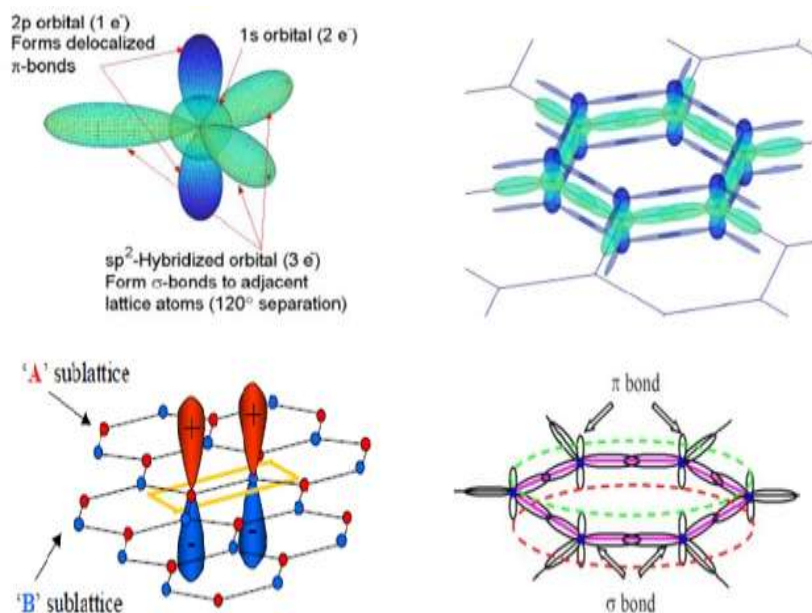 2p orbital (1 e⁻)
Forms delocalized
π-bonds
1s orbital (2 e⁻)
sp²-Hybridized orbital (3 e⁻)
Form σ-bonds to adjacent
lattice atoms (120° separation)
'A' sublattice
+ +
- -
'B' sublattice
π bond
σ bond